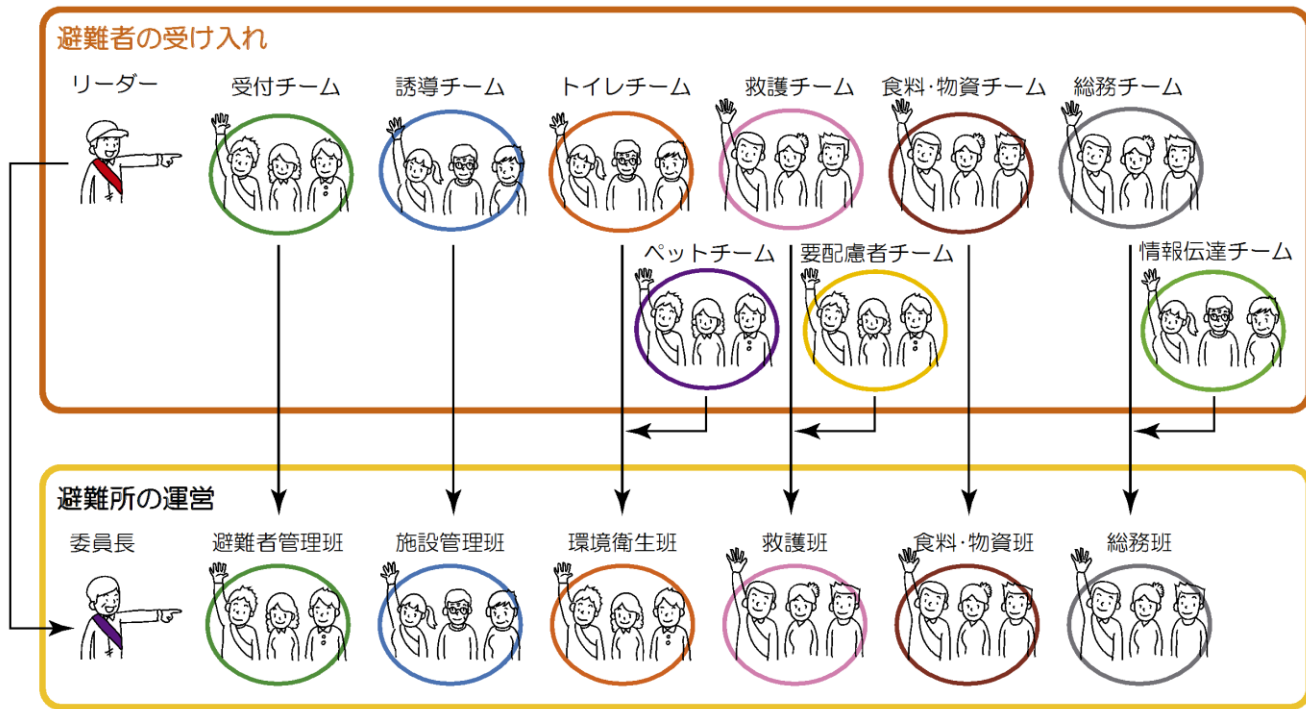 避難者の受け入れ
リーダー
受付チーム
誘導チーム
トイレチーム
救護チーム
食料・物資チーム
総務チーム
ペットチーム
要配慮者チーム
情報伝達チーム
避難所の運営
委員長
避難者管理班
施設管理班
環境衛生班
救護班
食料・物資班
総務班